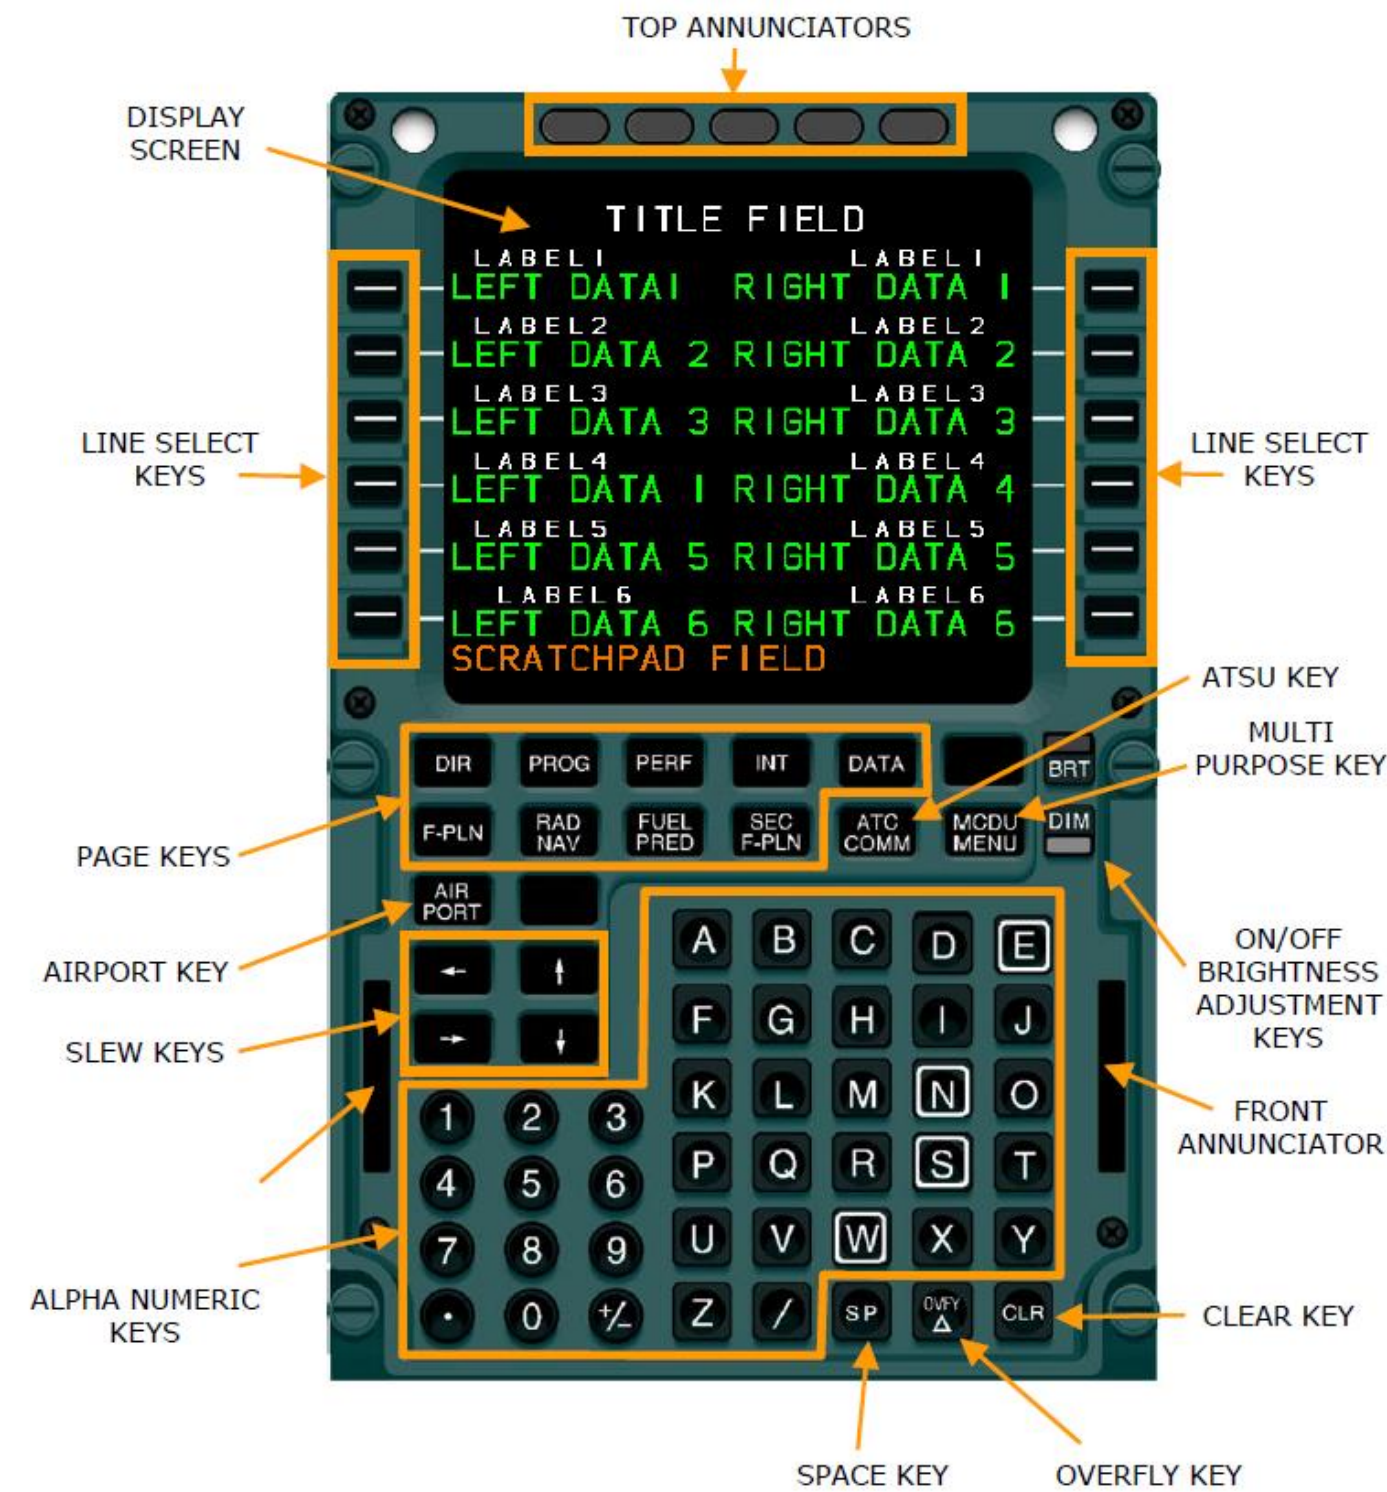 TOP ANNUNCIATORS
DISPLAY
SCREEN
TITLE FIELD
LABEL1 LABEL1
LEFT DATA1 RIGHT DATA 1
LABEL2 LABEL2
LEFT DATA 2 RIGHT DATA 2
LABEL3 LABEL3
LEFT DATA 3 RIGHT DATA 3
LINE SELECT
KEYS
LINE SELECT
KEYS
LABEL4 LABEL4
LEFT DATA 1 RIGHT DATA 4
LABEL5 LABEL5
LEFT DATA 5 RIGHT DATA 5
LABEL6 LABEL6
LEFT DATA 6 RIGHT DATA 6
SCRATCHPAD FIELD
ATSU KEY
MULTI
PURPOSE KEY
DIR PROG PERF INT DATA BRT
F-PLN RAD NAV FUEL PRED SEC F-PLN ATC COMM MCDU MENU DIM
PAGE KEYS
AIR
PORT
AIRPORT KEY
SLEW KEYS
← ↑
→ ↓
ON/OFF
BRIGHTNESS
ADJUSTMENT
KEYS
FRONT
ANNUNCIATOR
A B C D E
F G H I J
K L M N O
P Q R S T
U V W X Y
Z / SP OVFY Δ CLR
1 2 3
4 5 6
7 8 9
. 0 +/-
ALPHA NUMERIC
KEYS
CLEAR KEY
SPACE KEY
OVERFLY KEY